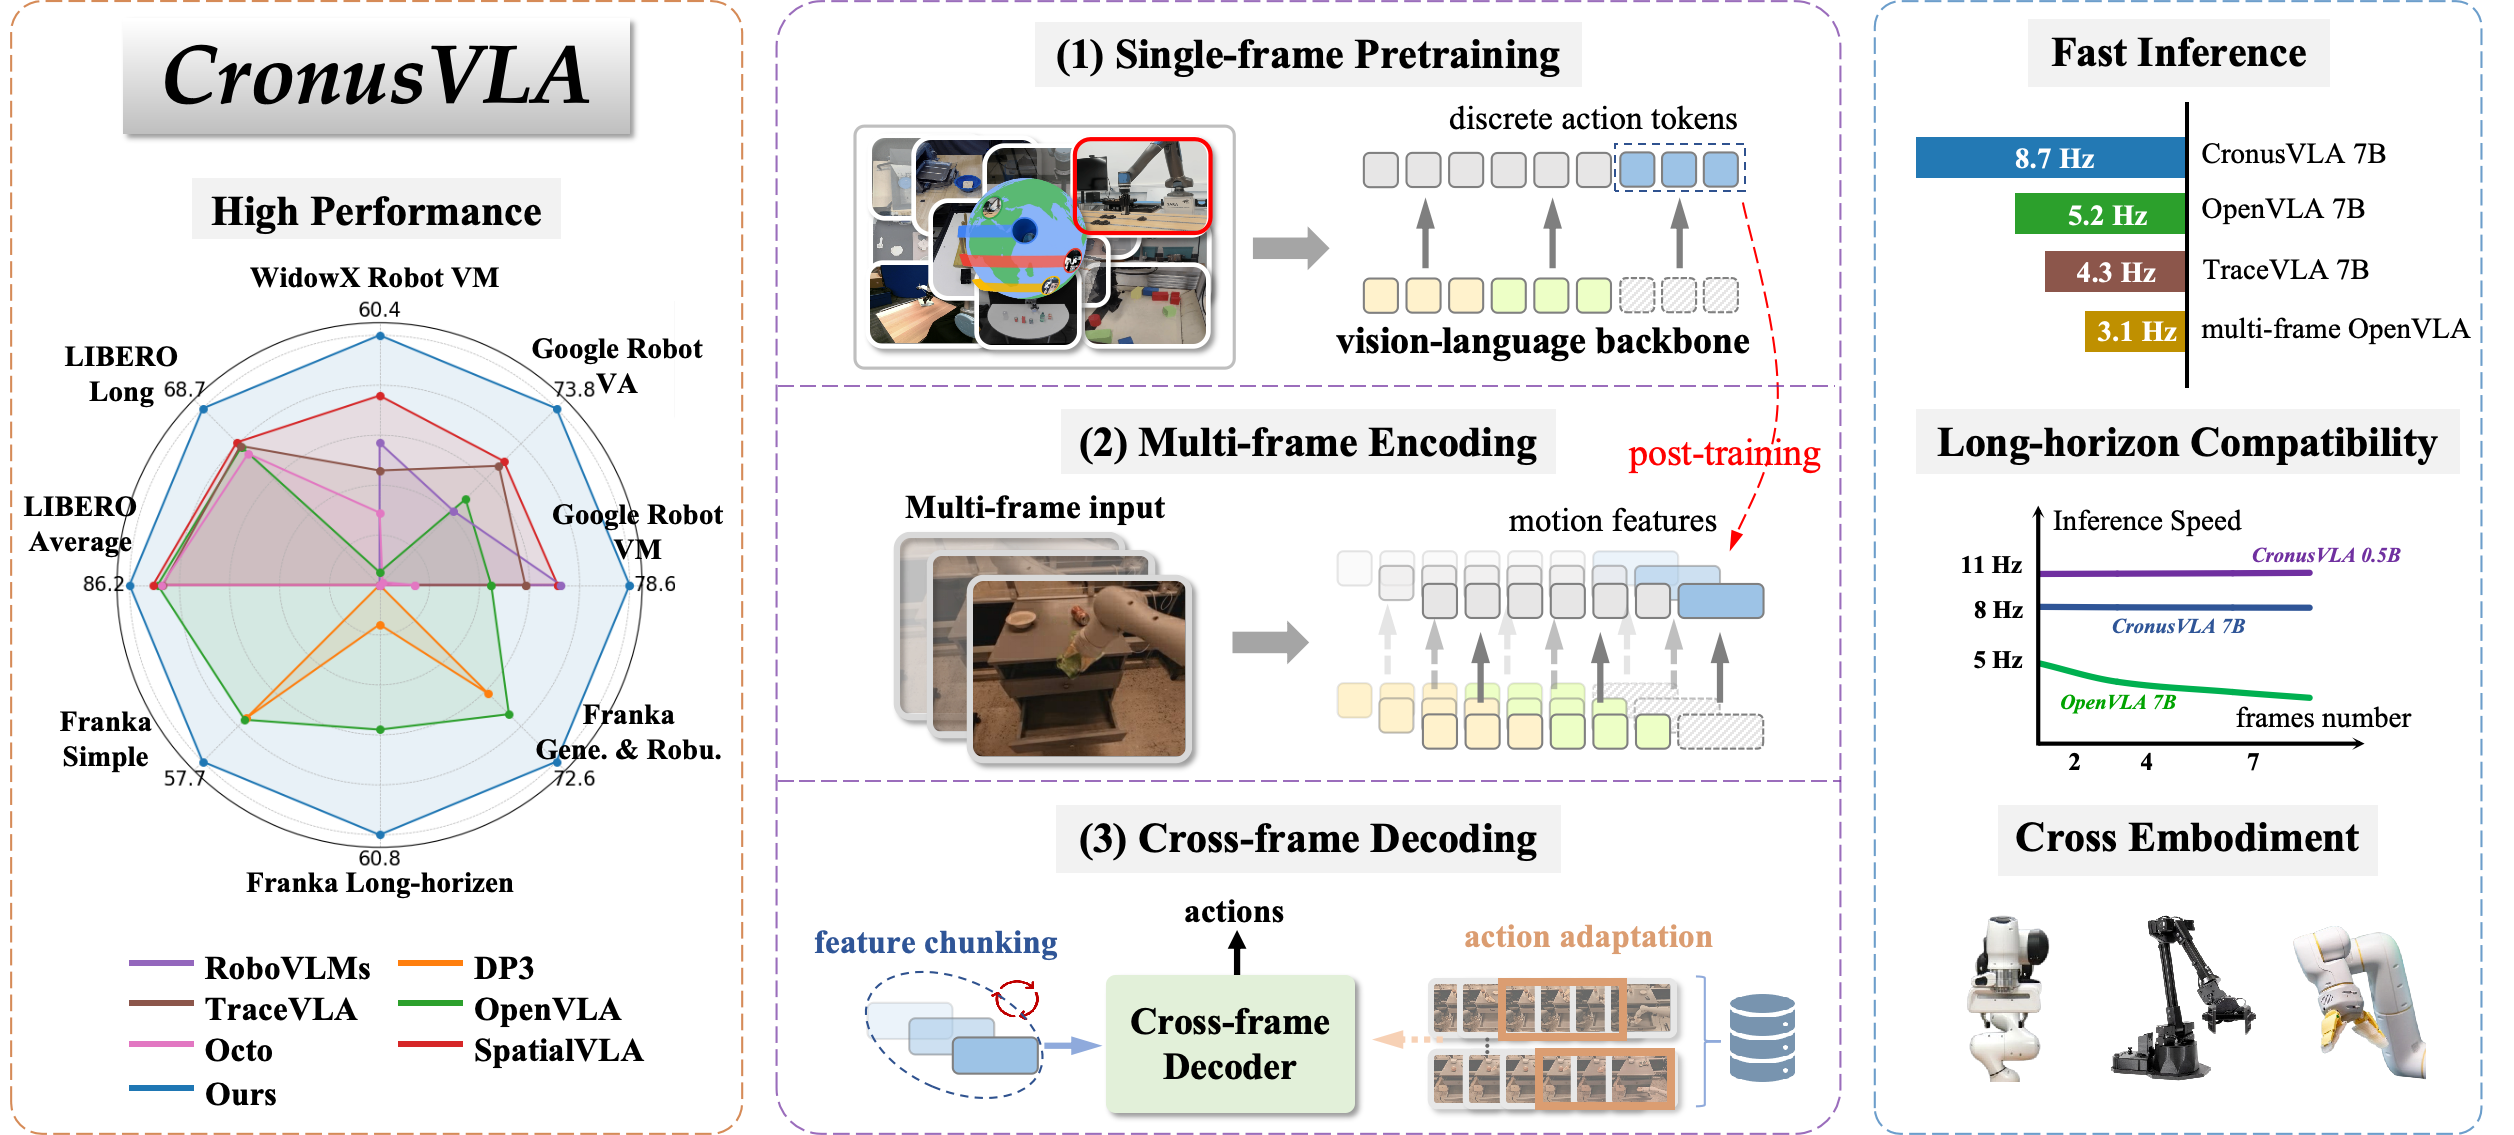 CronusVLA
High Performance
WidowX Robot VM
60.4
Google Robot
VA
73.8
Google Robot
VM
78.6
Franka
Gene. & Robu.
72.6
60.8
Franka Long-horizen
Franka
Simple
57.7
LIBERO
Average
86.2
LIBERO
Long
68.7
RoboVLMs
DP3
TraceVLA
OpenVLA
Octo
SpatialVLA
Ours
(1) Single-frame Pretraining
discrete action tokens
vision-language backbone
(2) Multi-frame Encoding
post-training
Multi-frame input
motion features
(3) Cross-frame Decoding
actions
feature chunking
action adaptation
Cross-frame
Decoder
Fast Inference
8.7 Hz
CronusVLA 7B
5.2 Hz
OpenVLA 7B
4.3 Hz
TraceVLA 7B
3.1 Hz
multi-frame OpenVLA
Long-horizon Compatibility
Inference Speed
CronusVLA 0.5B
11 Hz
8 Hz
CronusVLA 7B
5 Hz
OpenVLA 7B
frames number
2
4
7
Cross Embodiment